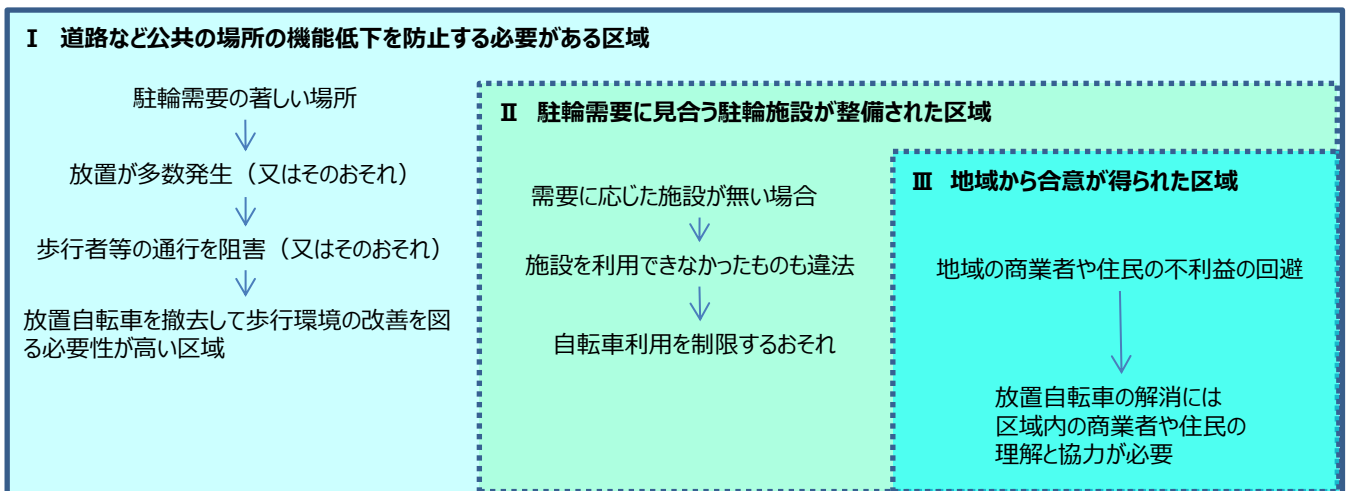 Ⅰ 道路など公共の場所の機能低下を防止する必要がある区域
駐輪需要の著しい場所
放置が多数発生（又はそのおそれ）
歩行者等の通行を阻害（又はそのおそれ）
放置自転車を撤去して歩行環境の改善を図
る必要性が高い区域
Ⅱ 駐輪需要に見合う駐輪施設が整備された区域
需要に応じた施設が無い場合
施設を利用できなかったものも違法
自転車利用を制限するおそれ
Ⅲ 地域から合意が得られた区域
地域の商業者や住民の不利益の回避
放置自転車の解消には
区域内の商業者や住民の
理解と協力が必要